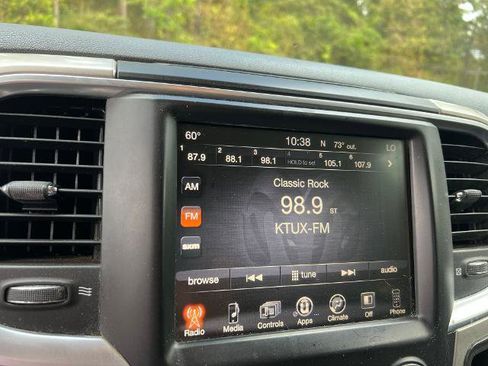 60° 10:38 N 73° out. LO
1 87.9 2 88.1 3 98.1 4 HOLD to set 5 105.1 6 107.9
AM
Classic Rock
FM
98.9 ST
sxm
KTUX-FM
browse tune audio
Radio Media Controls Apps Climate Off Phone